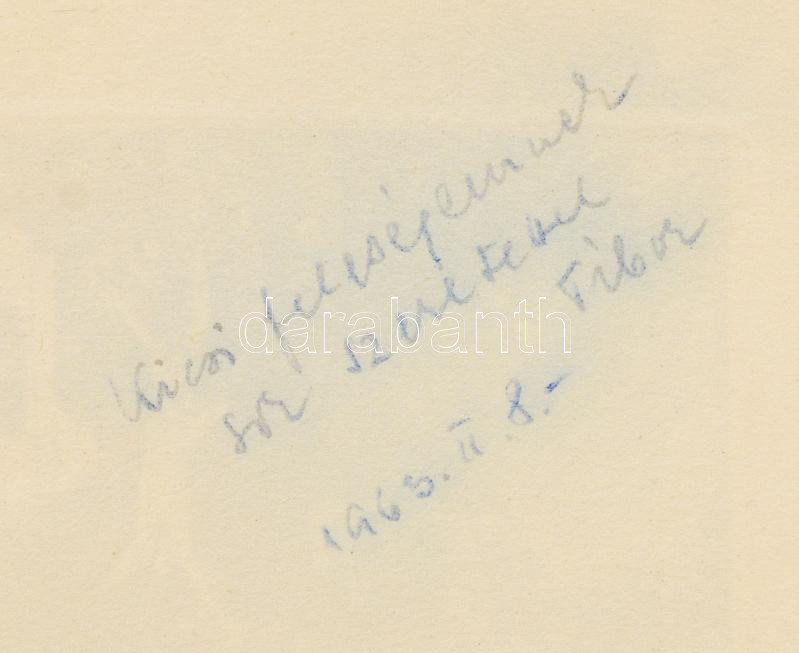 Kicsi feleségemnek
sok szeretettel
Tibor
1963. II. 8.-
darabanth